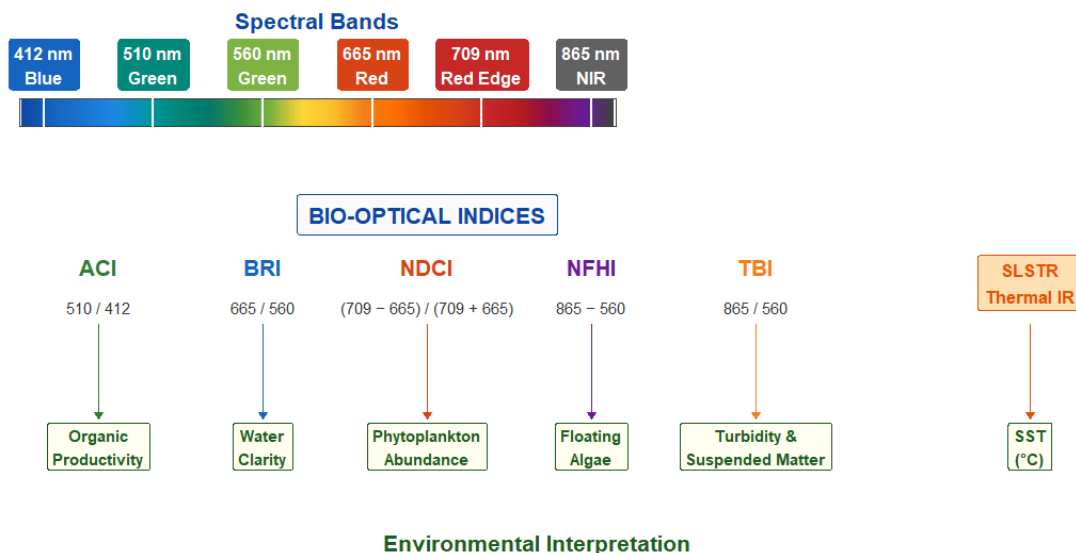 Spectral Bands
412 nm
Blue
510 nm
Green
560 nm
Green
665 nm
Red
709 nm
Red Edge
865 nm
NIR
BIO-OPTICAL INDICES
ACI
510 / 412
Organic
Productivity
BRI
665 / 560
Water
Clarity
NDCI
(709 − 665) / (709 + 665)
Phytoplankton
Abundance
NFHI
865 − 560
Floating
Algae
TBI
865 / 560
Turbidity &
Suspended Matter
SLSTR
Thermal IR
SST
(°C)
Environmental Interpretation